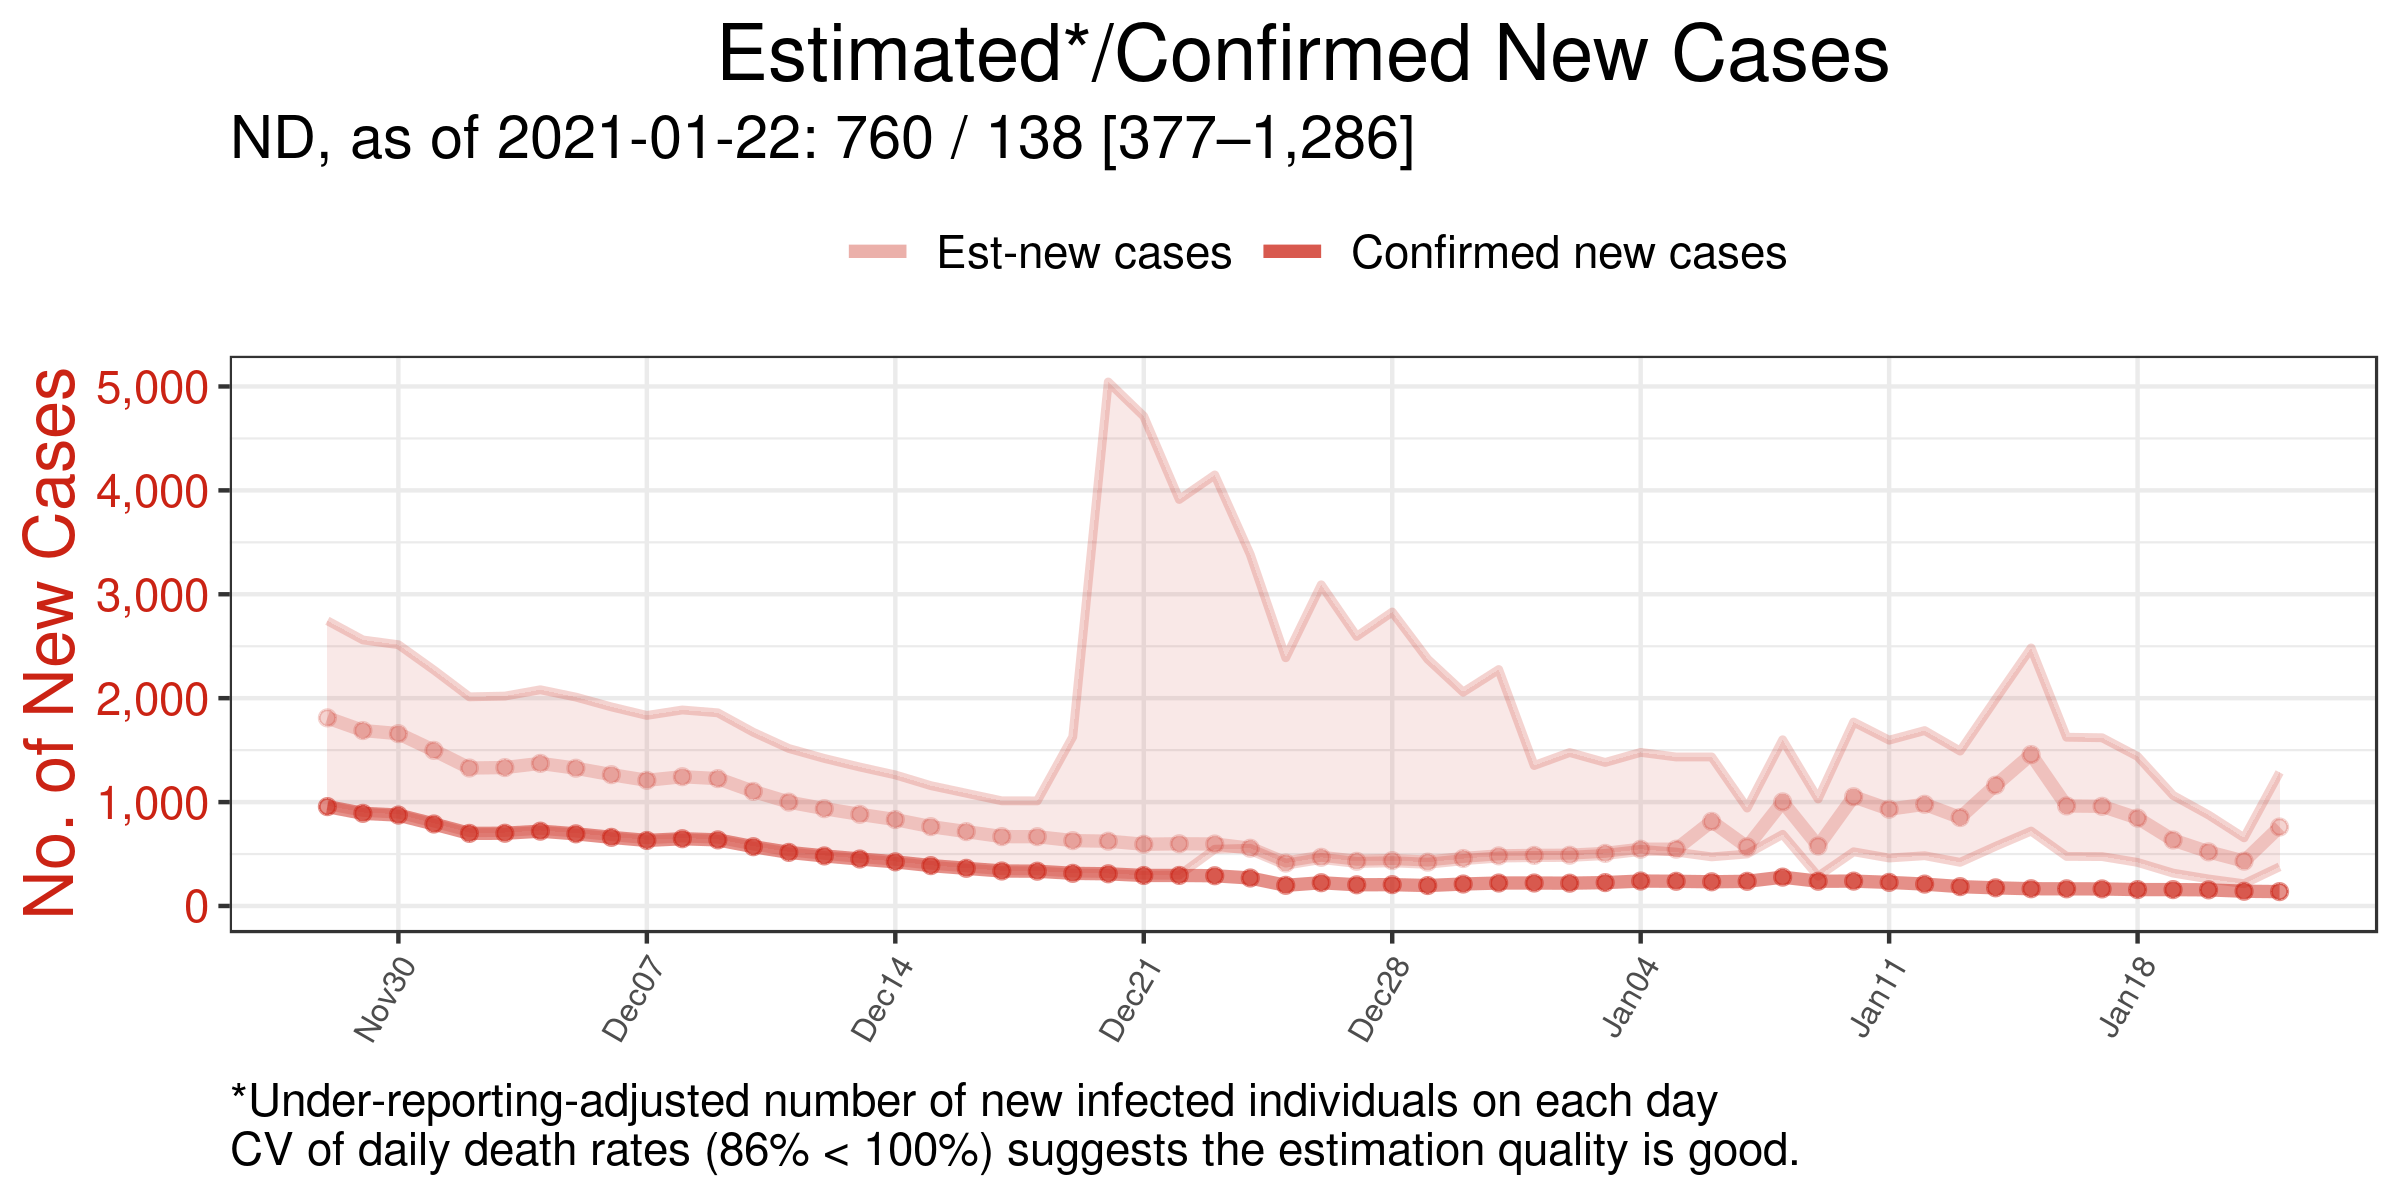 Estimated*/Confirmed New Cases
ND, as of 2021-01-22: 760 / 138 [377–1,286]
Est-new cases
Confirmed new cases
No. of New Cases
5,000
4,000
3,000
2,000
1,000
0
Nov30
Dec07
Dec14
Dec21
Dec28
Jan04
Jan11
Jan18
*Under-reporting-adjusted number of new infected individuals on each day
CV of daily death rates (86% < 100%) suggests the estimation quality is good.